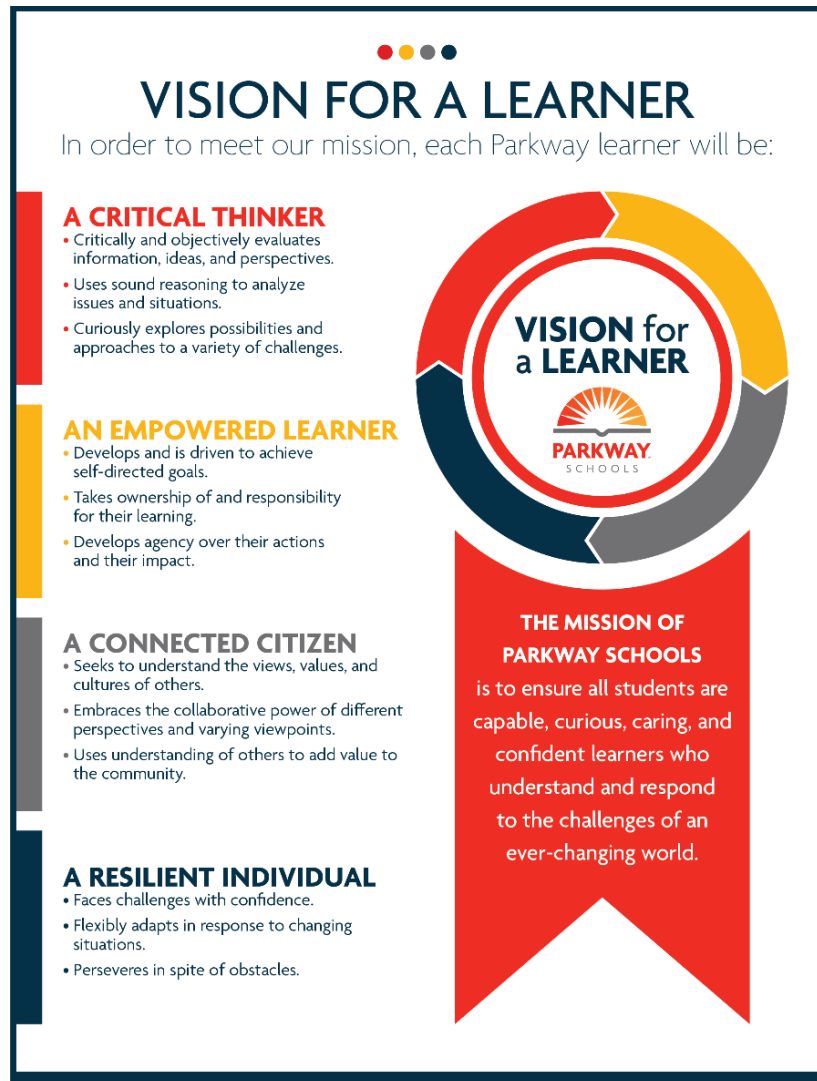 VISION FOR A LEARNER
In order to meet our mission, each Parkway learner will be:
A CRITICAL THINKER
• Critically and objectively evaluates
information, ideas, and perspectives.
• Uses sound reasoning to analyze
issues and situations.
• Curiously explores possibilities and
approaches to a variety of challenges.
AN EMPOWERED LEARNER
• Develops and is driven to achieve
self-directed goals.
• Takes ownership of and responsibility
for their learning.
• Develops agency over their actions
and their impact.
A CONNECTED CITIZEN
• Seeks to understand the views, values, and
cultures of others.
• Embraces the collaborative power of different
perspectives and varying viewpoints.
• Uses understanding of others to add value to
the community.
A RESILIENT INDIVIDUAL
• Faces challenges with confidence.
• Flexibly adapts in response to changing
situations.
• Perseveres in spite of obstacles.
VISION for
a LEARNER
PARKWAY
SCHOOLS
THE MISSION OF
PARKWAY SCHOOLS
is to ensure all students are
capable, curious, caring, and
confident learners who
understand and respond
to the challenges of an
ever-changing world.